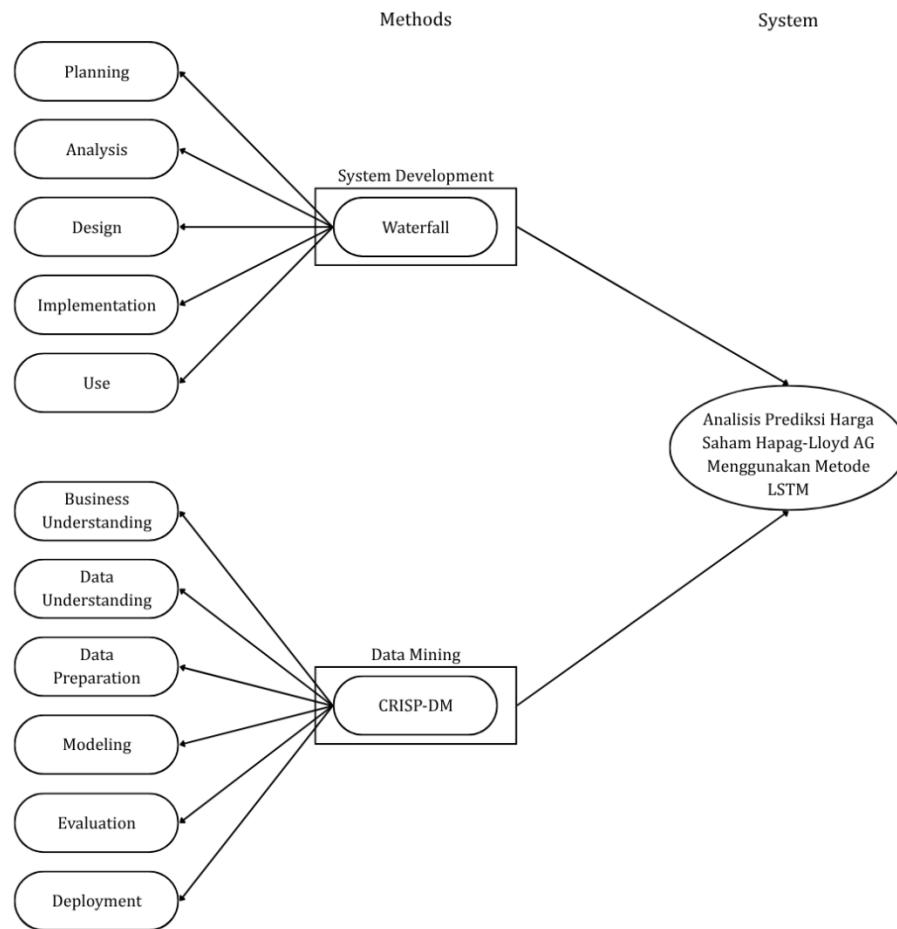 Methods
System
Planning
Analysis
Design
Implementation
Use
System Development
Waterfall
Analisis Prediksi Harga
Saham Hapag-Lloyd AG
Menggunakan Metode
LSTM
Business
Understanding
Data
Understanding
Data
Preparation
Modeling
Evaluation
Deployment
Data Mining
CRISP-DM